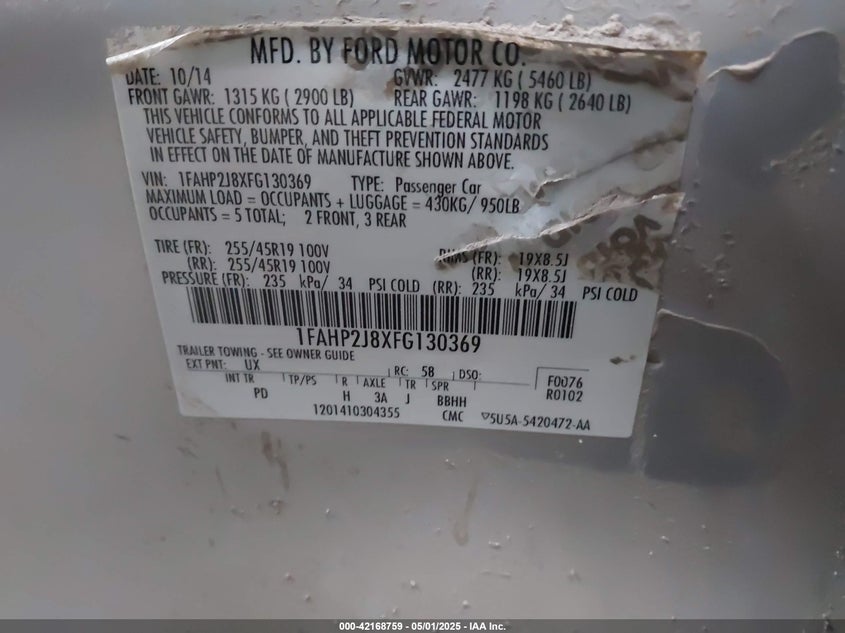 MFD. BY FORD MOTOR CO.
DATE: 10/14 GVWR: 2477 KG ( 5460 LB)
FRONT GAWR: 1315 KG ( 2900 LB) REAR GAWR: 1198 KG ( 2640 LB)
THIS VEHICLE CONFORMS TO ALL APPLICABLE FEDERAL MOTOR
VEHICLE SAFETY, BUMPER, AND THEFT PREVENTION STANDARDS
IN EFFECT ON THE DATE OF MANUFACTURE SHOWN ABOVE.
VIN: 1FAHP2J8XFG130369 TYPE: Passenger Car
MAXIMUM LOAD = OCCUPANTS + LUGGAGE = 430KG/ 950LB
OCCUPANTS = 5 TOTAL; 2 FRONT, 3 REAR
TIRE (FR): 255/45R19 100V RIMS (FR): 19X8.5J
(RR): 255/45R19 100V (RR): 19X8.5J
PRESSURE (FR): 235 kPa/ 34 PSI COLD (RR): 235 kPa/ 34 PSI COLD
1FAHP2J8XFG130369
TRAILER TOWING - SEE OWNER GUIDE
EXT PNT: UX RC: 58 DSO: F0076
INT TR TP/PS R AXLE TR SPR R0102
PD H 3A J BBHH
1201410304355 CMC 5U5A-5420472-AA
000-42168759 - 05/01/2025 - IAA Inc.